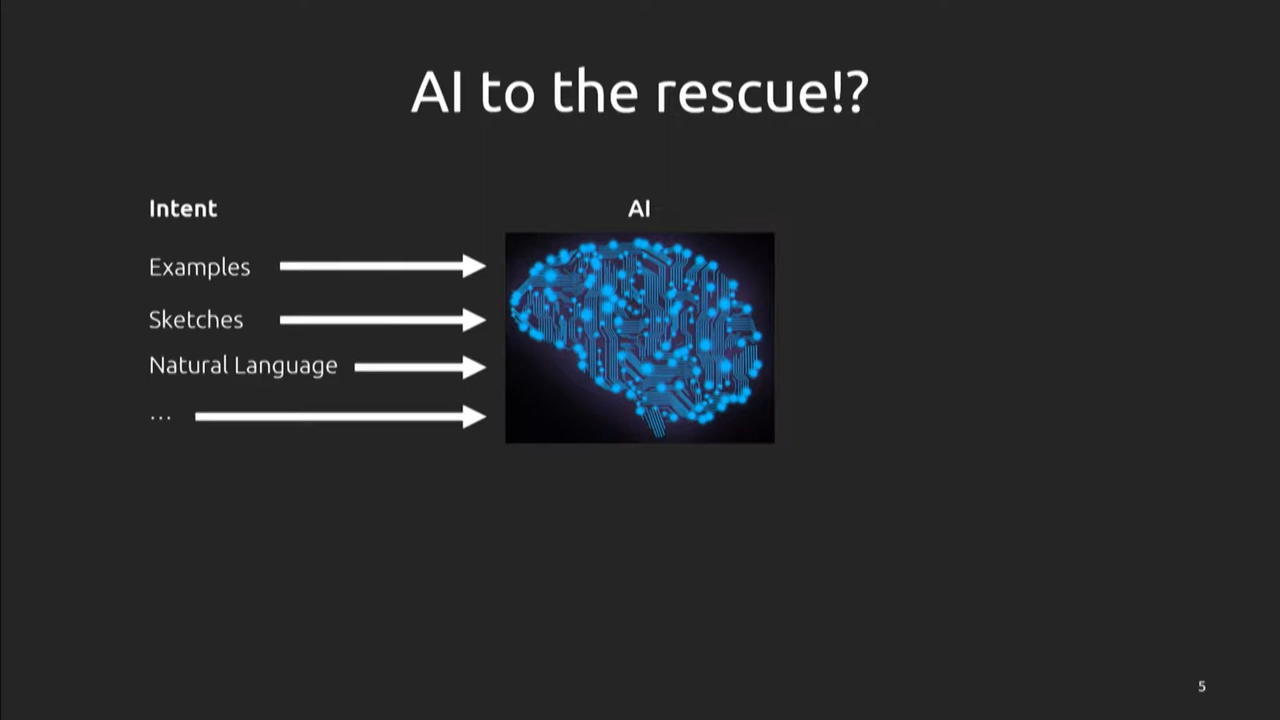 AI to the rescue!?
Intent
AI
Examples
Sketches
Natural Language
...
5